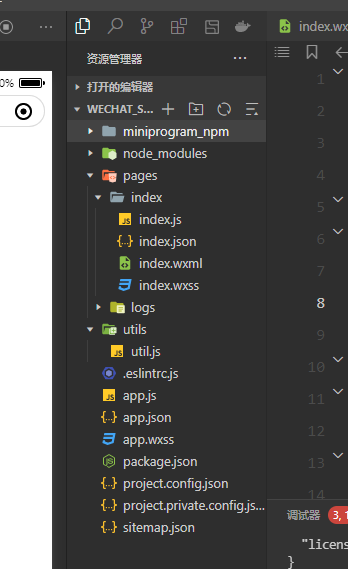 0%
index.wx
资源管理器
打开的编辑器
WECHAT_S...
miniprogram_npm
node_modules
pages
index
index.js
index.json
index.wxml
index.wxss
logs
utils
util.js
.eslintrc.js
app.js
app.json
app.wxss
package.json
project.config.json
project.private.config.js...
sitemap.json
1
2
3
4
5
6
7
8
9
10
11
12
13
14
调试器
3, 1
"licens
}